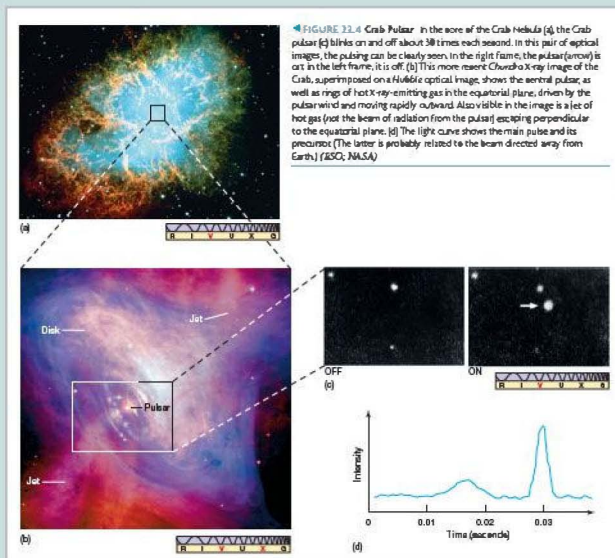 ◀ FIGURE 22.4 Crab Pulsar In the core of the Crab Nebula (a), the Crab
pulsar (c) blinks on and off about 30 times each second. In this pair of optical
images, the pulsing can be clearly seen. In the right frame, the pulsar (arrow) is
on; in the left frame, it is off. (b) This more recent Chandra X-ray image of the
Crab, superimposed on a Hubble optical image, shows the central pulsar, as
well as rings of hot X-ray-emitting gas in the equatorial plane, driven by the
pulsar wind and moving rapidly outward. Also visible in the image is a jet of
hot gas (not the beam of radiation from the pulsar) escaping perpendicular
to the equatorial plane. (d) The light curve shows the main pulse and its
precursor. (The latter is probably related to the beam directed away from
Earth.) (ESO; NASA)
(a)
R I V U X G
Jet
Disk
Pulsar
Jet
(b)
R I V U X G
OFF
ON
(c)
R I V U X G
Intensity
0 0.01 0.02 0.03
Time (seconds)
(d)